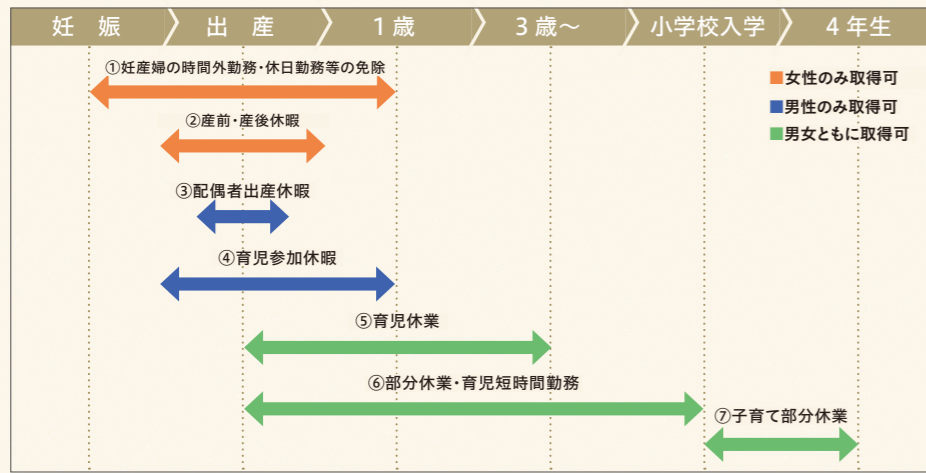 妊娠
出産
1歳
3歳～
小学校入学
4年生
①妊産婦の時間外勤務・休日勤務等の免除
■女性のみ取得可
■男性のみ取得可
■男女ともに取得可
②産前・産後休暇
③配偶者出産休暇
④育児参加休暇
⑤育児休業
⑥部分休業・育児短時間勤務
⑦子育て部分休業